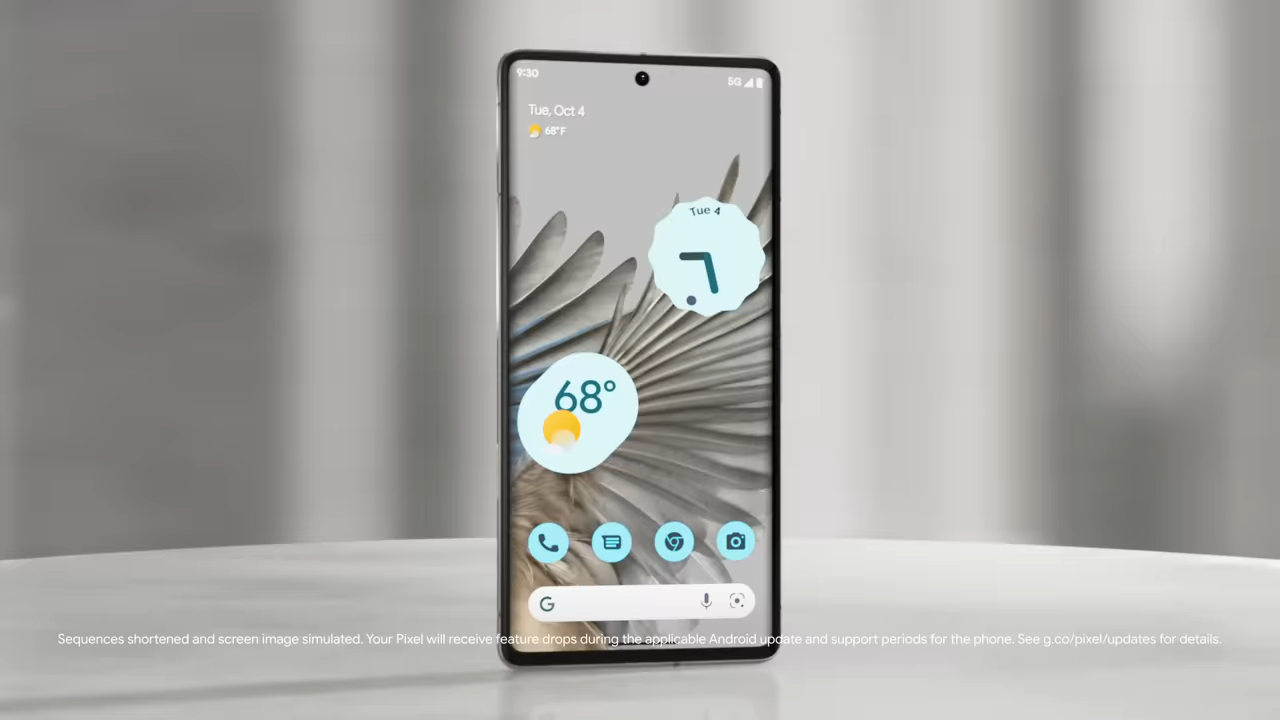 9:30
5G
Tue, Oct 4
68°F
Tue 4
68°
G
Sequences shortened and screen image simulated. Your Pixel will receive feature drops during the applicable Android update and support periods for the phone. See g.co/pixel/updates for details.